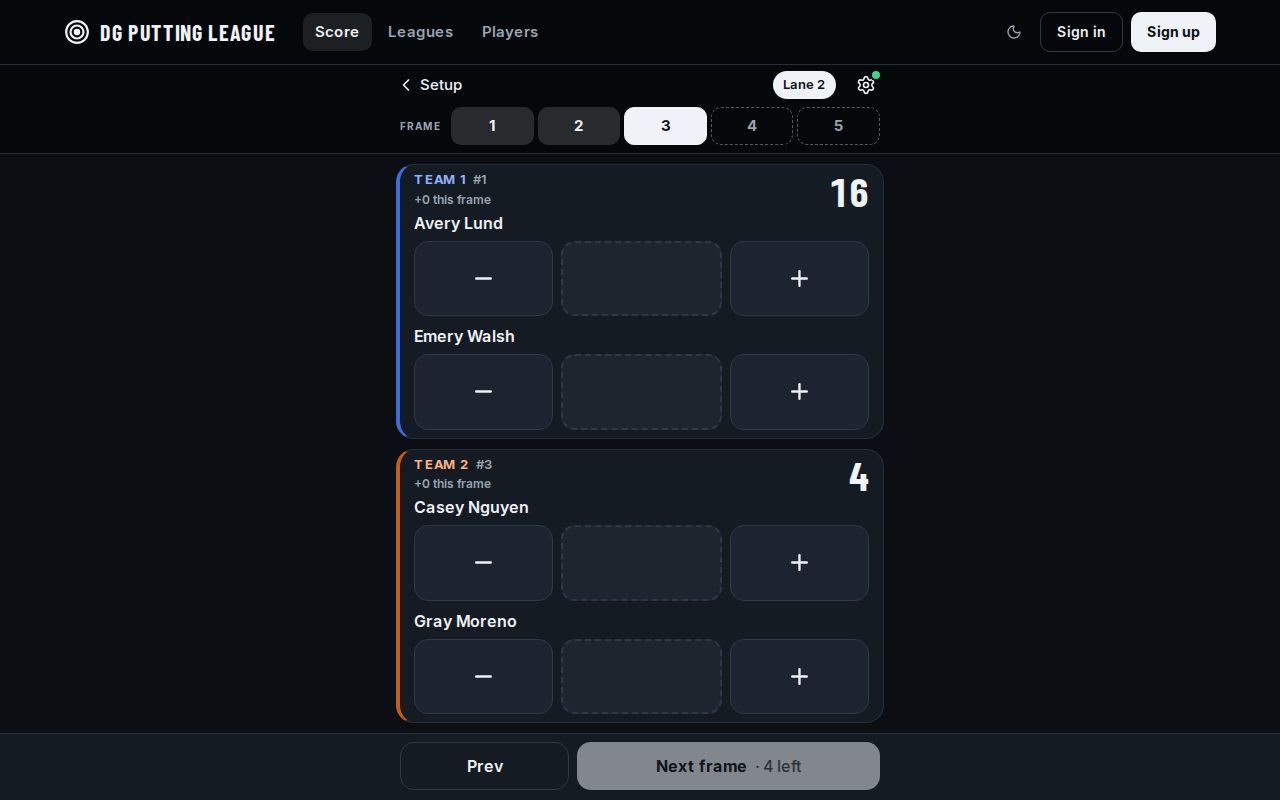 DG PUTTING LEAGUE Score Leagues Players Sign in Sign up
Setup Lane 2
FRAME 1 2 3 4 5
TEAM 1 #1 16
+0 this frame
Avery Lund
− +
Emery Walsh
− +
TEAM 2 #3 4
+0 this frame
Casey Nguyen
− +
Gray Moreno
− +
Prev Next frame · 4 left